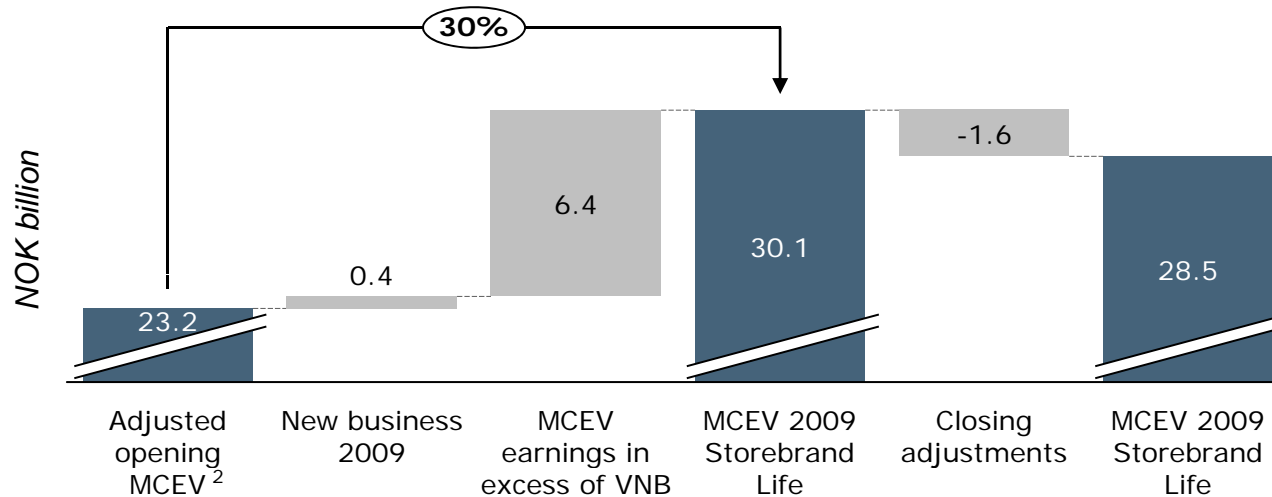 30%
NOK billion
23.2
0.4
6.4
30.1
-1.6
28.5
Adjusted
opening
MCEV 2
New business
2009
MCEV
earnings in
excess of VNB
MCEV 2009
Storebrand
Life
Closing
adjustments
MCEV 2009
Storebrand
Life